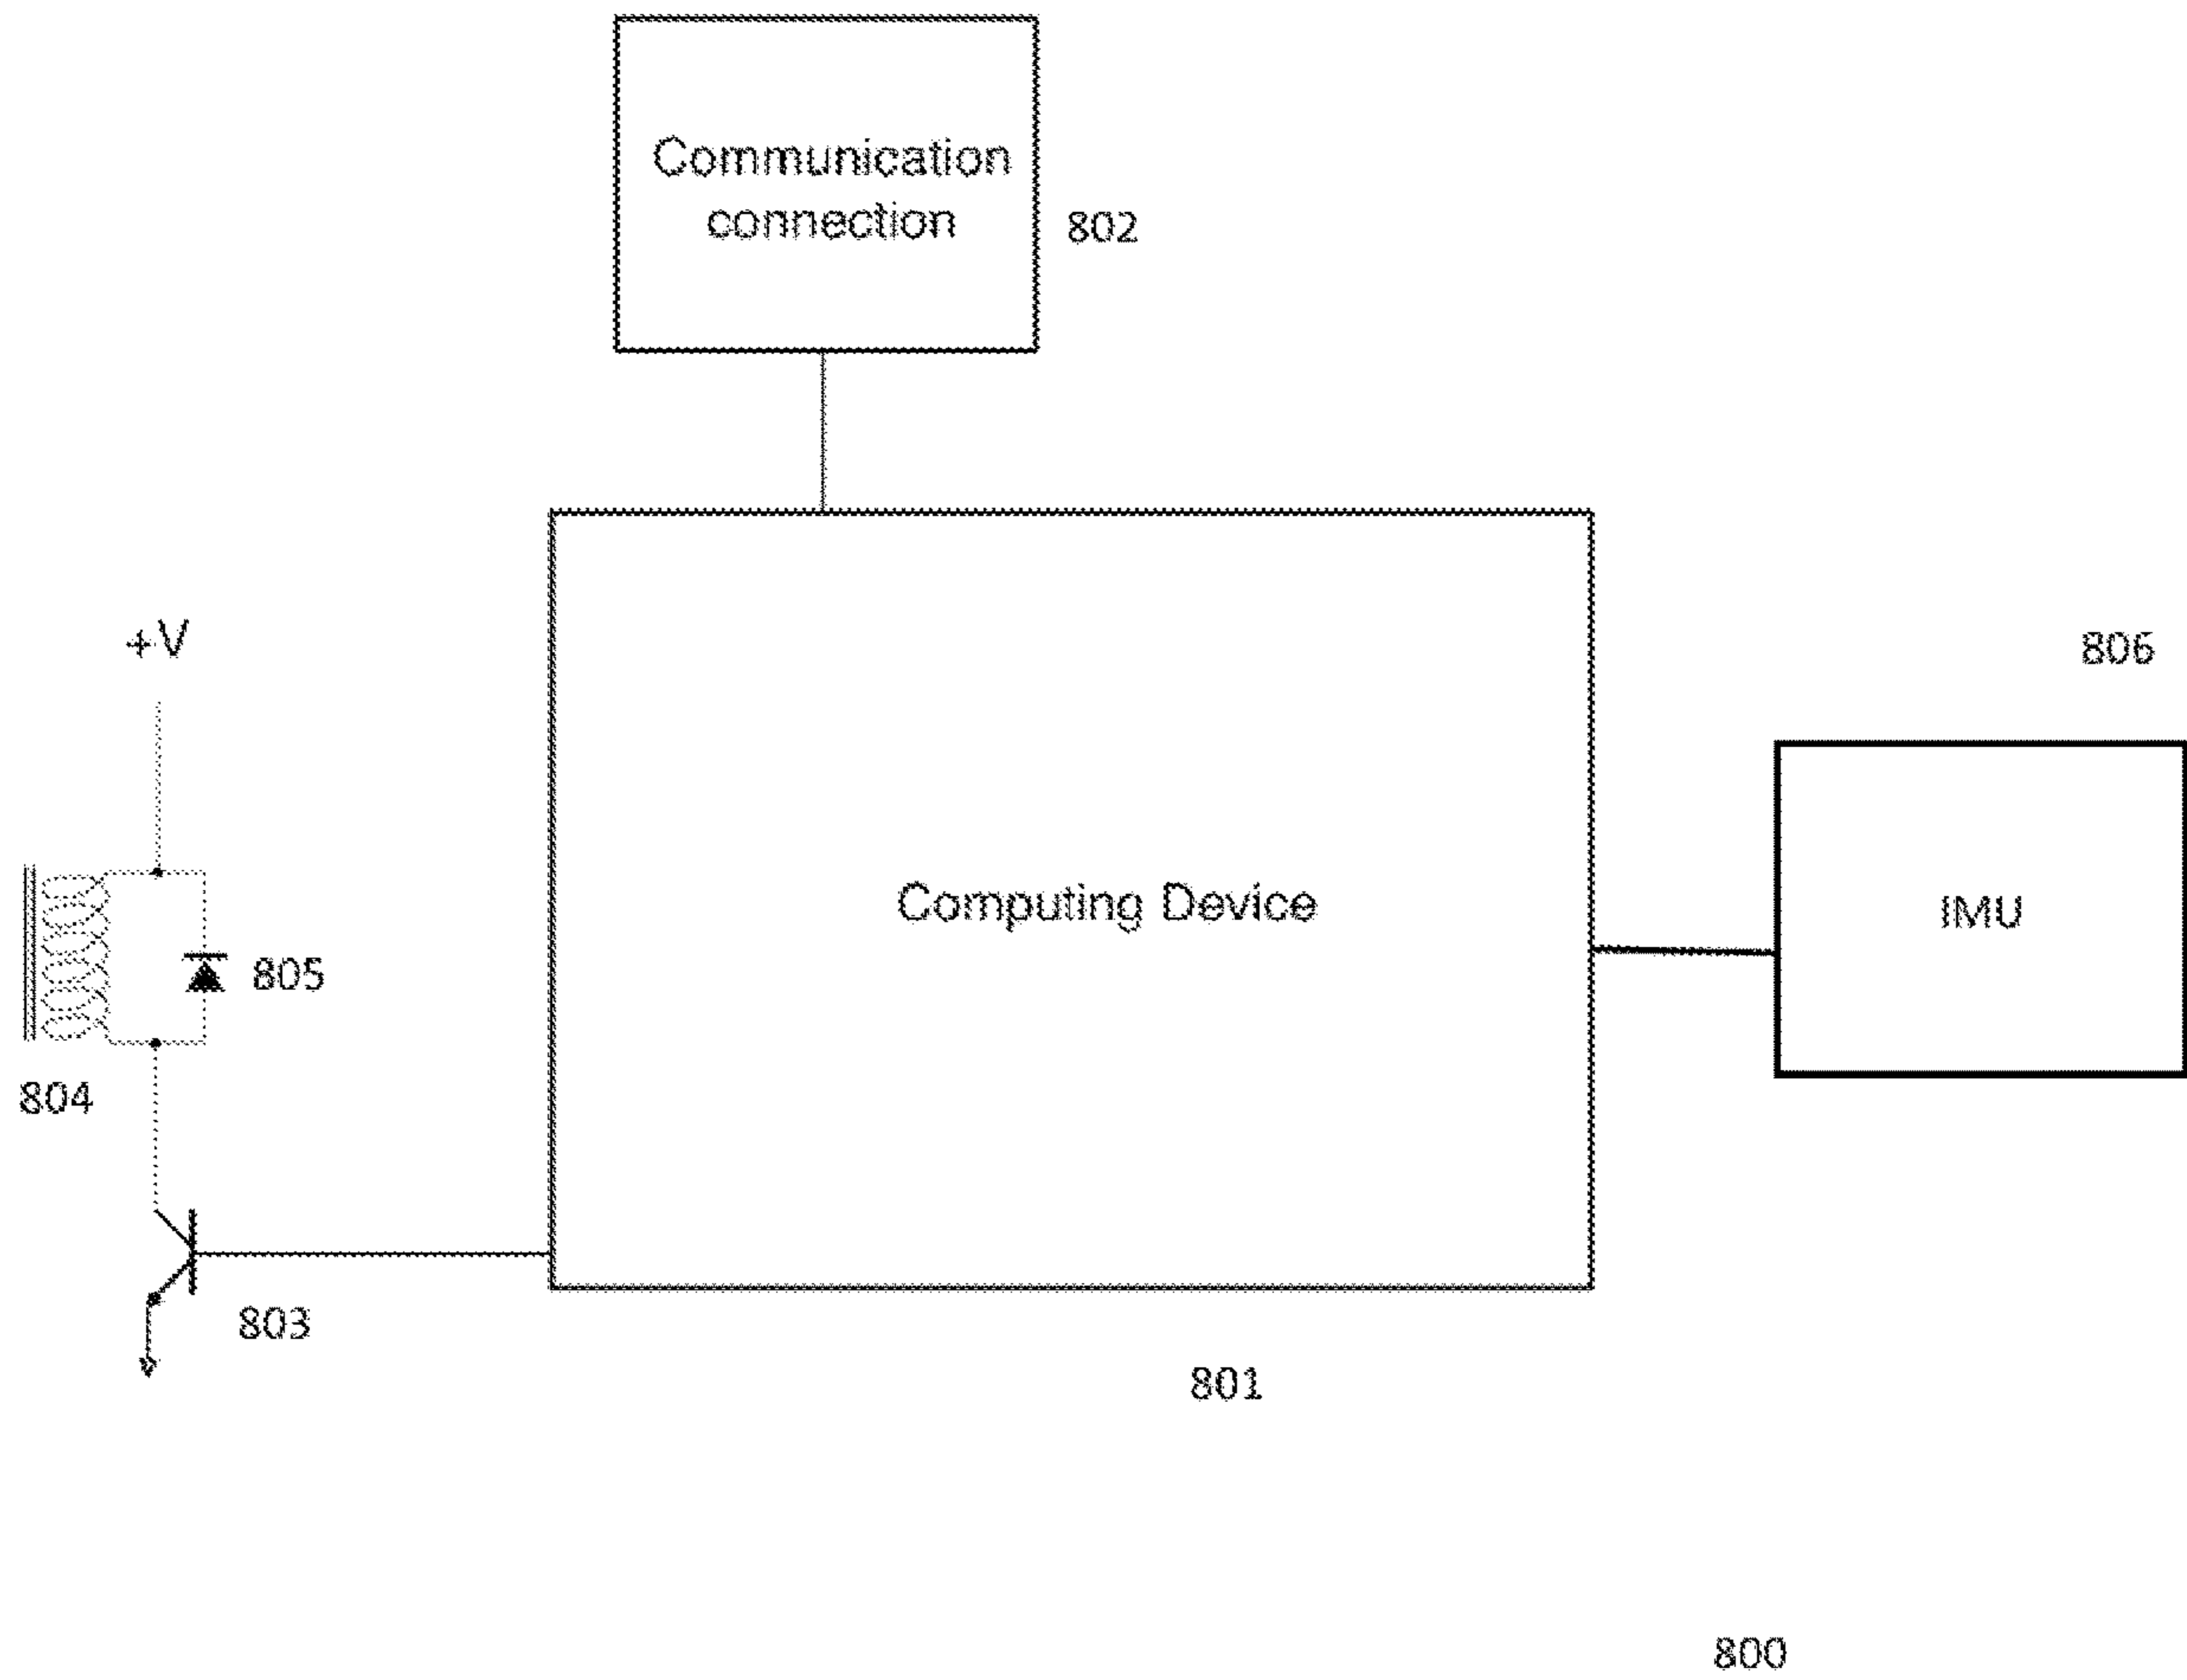 Communication
connection
802
+V
806
Computing Device
IMU
805
804
803
801
800